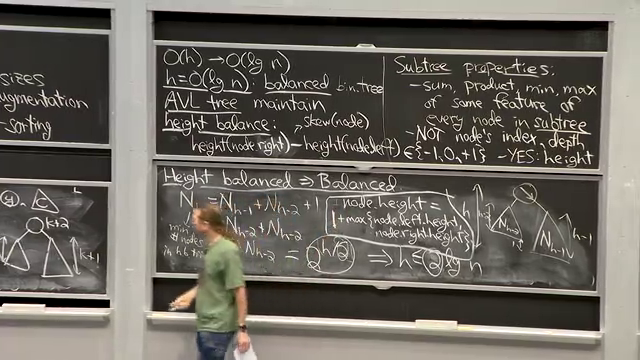 sizes
augmentation
-sorting
k+2
k+1
O(h) → O(lg n)
h = O(lg n): balanced bin. tree
AVL tree maintain
height balance: skew(node)
height(node.right) - height(node.left)
∈ {-1, 0, +1}
Subtree properties:
- sum, product, min, max
of same feature of
every node in subtree
- NOT node's index, depth
- YES: height
Height balanced ⇒ Balanced
N_h = N_{h-1} + N_{h-2} + 1
N_{h-2} + N_{h-2}
N_{h-2} = 2^{h/2} ⇒ h ≤ 2 lg n
min
# nodes
node.height =
1 + max{node.left.height,
node.right.height}
h
h-2
N_{h-2}
N_{h-1}
h-1